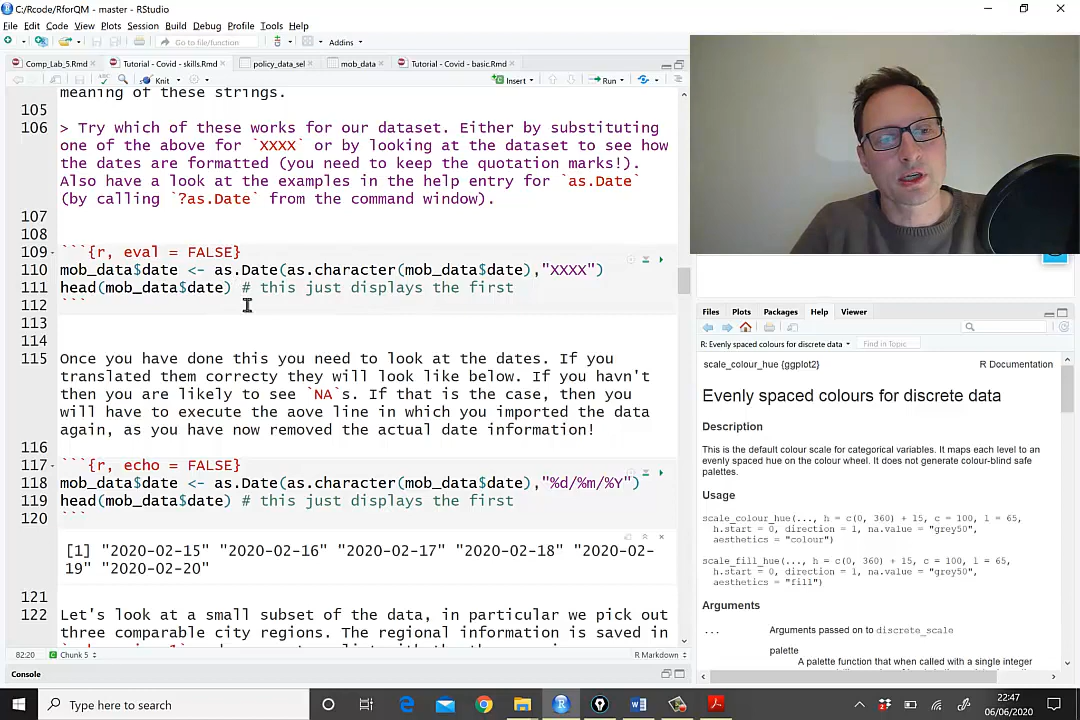 C:/Rcode/RforQM - master - RStudio
File Edit Code View Plots Session Build Debug Profile Tools Help
Go to file/function Addins
Comp_Lab_5.Rmd Tutorial - Covid - skills.Rmd policy_data_sel mob_data Tutorial - Covid - basic.Rmd
Knit Insert Run
meaning of these strings.
105
106 > Try which of these works for our dataset. Either by substituting
one of the above for `XXXX` or by looking at the dataset to see how
the dates are formatted (you need to keep the quotation marks!).
Also have a look at the examples in the help entry for `as.Date`
(by calling `?as.Date` from the command window).
107
108
109 ```{r, eval = FALSE}
110 mob_data$date <- as.Date(as.character(mob_data$date),"XXXX")
111 head(mob_data$date) # this just displays the first
112 ```
113
114
115 Once you have done this you need to look at the dates. If you
translated them correcty they will look like below. If you havn't
then you are likely to see `NA`s. If that is the case, then you
will have to execute the aove line in which you imported the data
again, as you have now removed the actual date information!
116
117 ```{r, echo = FALSE}
118 mob_data$date <- as.Date(as.character(mob_data$date),"%d/%m/%Y")
119 head(mob_data$date) # this just displays the first
120 ```
[1] "2020-02-15" "2020-02-16" "2020-02-17" "2020-02-18" "2020-02-
19" "2020-02-20"
121
122 Let's look at a small subset of the data, in particular we pick out
three comparable city regions. The regional information is saved in
82:20 Chunk 5 R Markdown
Console
Files Plots Packages Help Viewer
R: Evenly spaced colours for discrete data Find in Topic
scale_colour_hue {ggplot2} R Documentation
Evenly spaced colours for discrete data
Description
This is the default colour scale for categorical variables. It maps each level to an
evenly spaced hue on the colour wheel. It does not generate colour-blind safe
palettes.
Usage
scale_colour_hue(..., h = c(0, 360) + 15, c = 100, l = 65,
h.start = 0, direction = 1, na.value = "grey50",
aesthetics = "colour")
scale_fill_hue(..., h = c(0, 360) + 15, c = 100, l = 65,
h.start = 0, direction = 1, na.value = "grey50",
aesthetics = "fill")
Arguments
... Arguments passed on to discrete_scale
palette
A palette function that when called with a single integer
Type here to search
22:47
06/06/2020